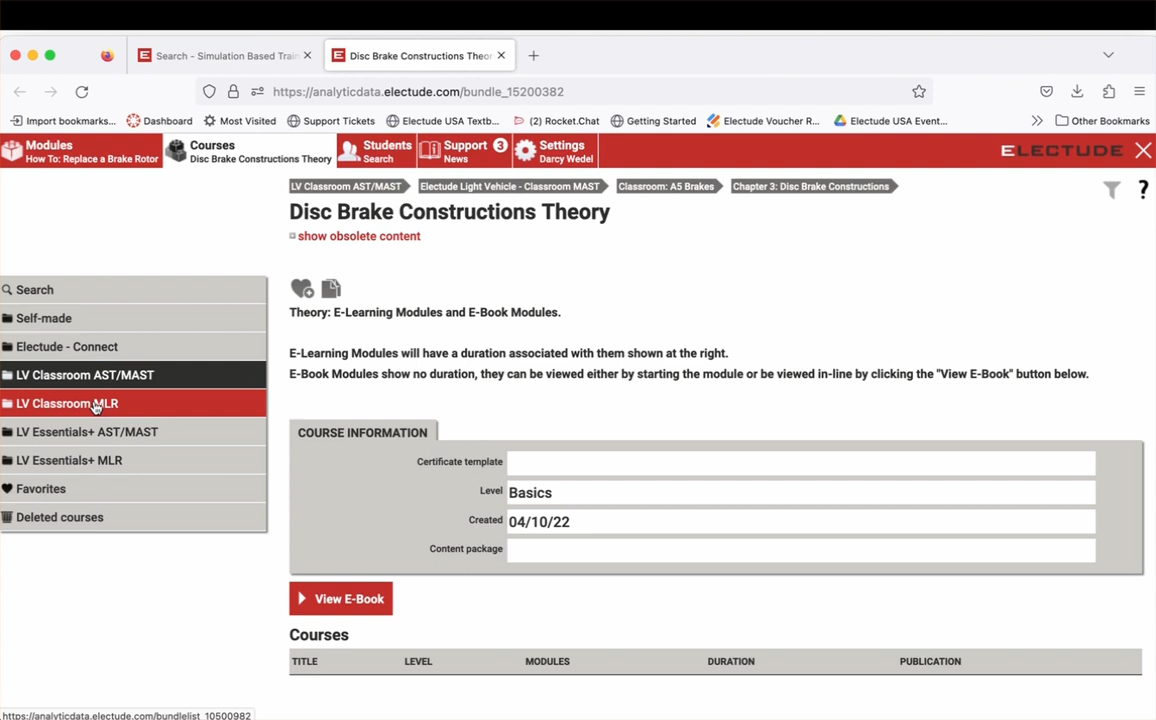 Search - Simulation Based Train
Disc Brake Constructions Theor
https://analyticdata.electude.com/bundle_15200382
Import bookmarks...
Dashboard
Most Visited
Support Tickets
Electude USA Textb...
(2) Rocket.Chat
Getting Started
Electude Voucher R...
Electude USA Event...
Other Bookmarks
Modules
How To: Replace a Brake Rotor
Courses
Disc Brake Constructions Theory
Students
Search
Support 3
News
Settings
Darcy Wedel
ELECTUDE
LV Classroom AST/MAST
Electude Light Vehicle - Classroom MAST
Classroom: A5 Brakes
Chapter 3: Disc Brake Constructions
?
Disc Brake Constructions Theory
show obsolete content
Search
Self-made
Electude - Connect
LV Classroom AST/MAST
LV Classroom MLR
LV Essentials+ AST/MAST
LV Essentials+ MLR
Favorites
Deleted courses
Theory: E-Learning Modules and E-Book Modules.
E-Learning Modules will have a duration associated with them shown at the right.
E-Book Modules show no duration, they can be viewed either by starting the module or be viewed in-line by clicking the "View E-Book" button below.
COURSE INFORMATION
Certificate template
Level Basics
Created 04/10/22
Content package
View E-Book
Courses
TITLE LEVEL MODULES DURATION PUBLICATION
https://analyticdata.electude.com/bundlelist_10500982